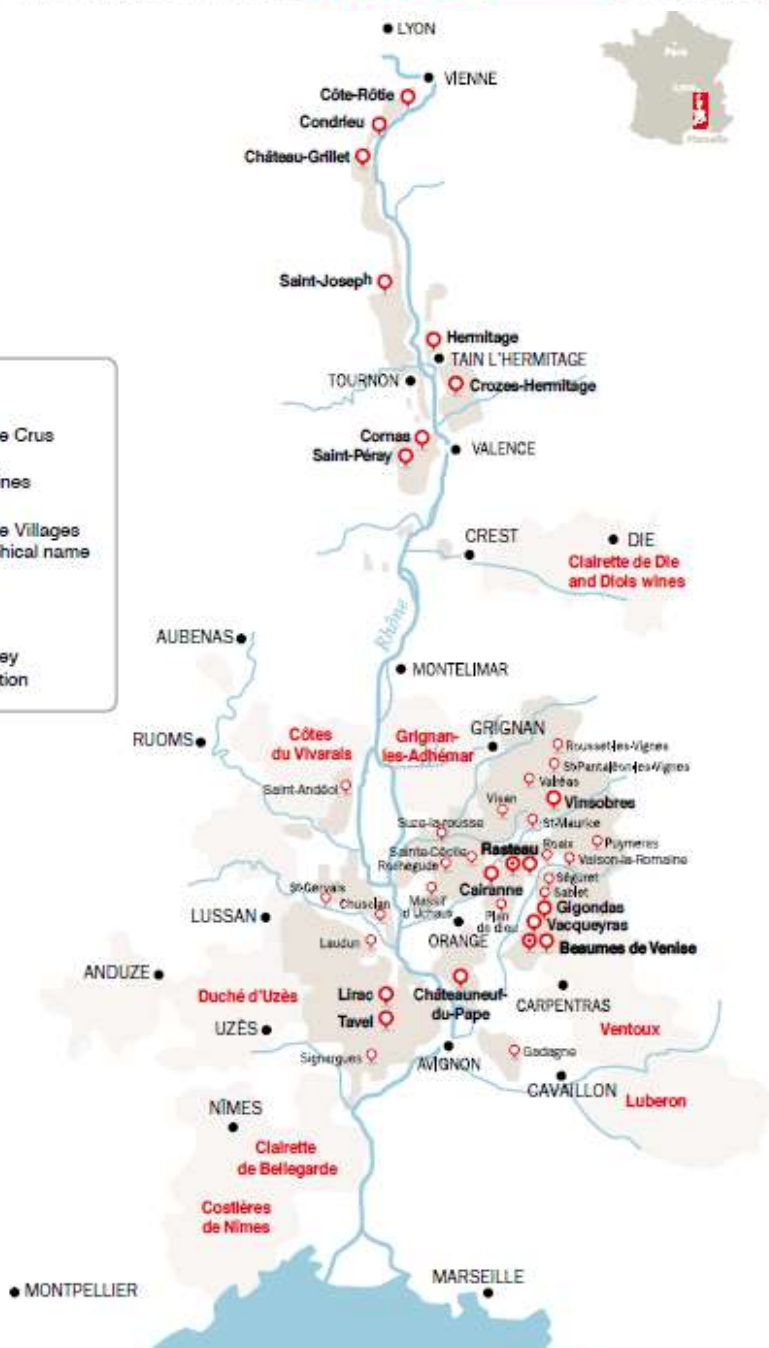 LYON
VIENNE
Côte-Rôtie
Condrieu
Château-Grillet
Saint-Joseph
Hermitage
TAIN L'HERMITAGE
TOURNON
Crozes-Hermitage
Cornas
Saint-Péray
VALENCE
e Crus
nes
e Villages
hical name
ey
tion
CREST
DIE
Clairette de Die
and Diois wines
Rhône
AUBENAS
MONTELIMAR
RUOMS
Côtes
du Vivarais
Grignan-
les-Adhémar
GRIGNAN
Rousset-les-Vignes
St-Pantaléon-les-Vignes
Valréas
Saint-Andéol
Visan
Vinsobres
Suze-la-rousse
St-Maurice
Sainte-Cécile
Rasteau
Roaix
Puymeras
Rochegude
Vaison-la-Romaine
Cairanne
Séguret
St-Gervais
Massif
d'Uchaux
Sablet
Chusclan
Plan
de dieu
Gigondas
LUSSAN
Vacqueyras
Laudun
ORANGE
Beaumes de Venise
ANDUZE
Duché d'Uzès
Lirac
Châteauneuf-
du-Pape
CARPENTRAS
UZÈS
Tavel
Ventoux
Signargues
AVIGNON
Gadagne
CAVAILLON
Luberon
NÎMES
Clairette
de Bellegarde
Costières
de Nîmes
MONTPELLIER
MARSEILLE